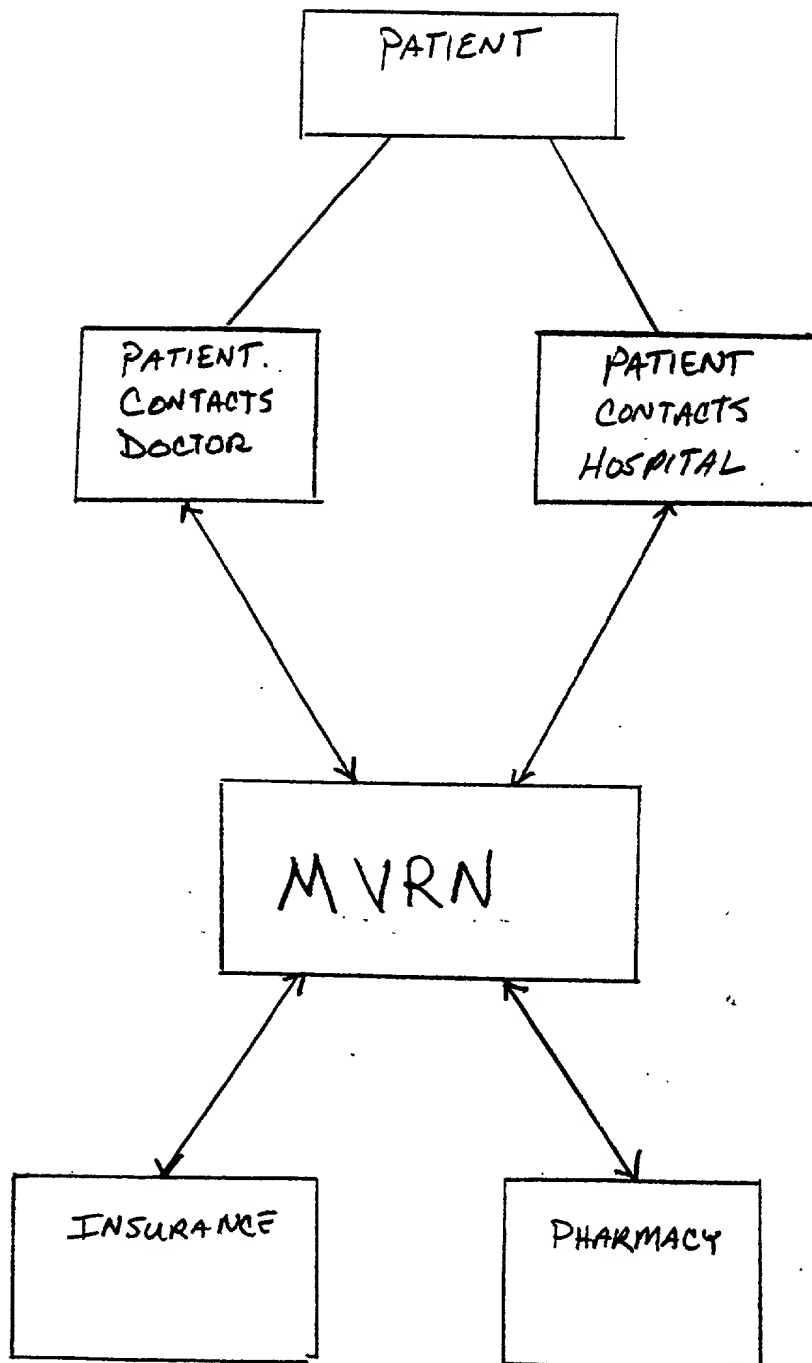 PATIENT
PATIENT.
CONTACTS
DOCTOR
PATIENT
CONTACTS
HOSPITAL
MVRN
INSURANCE
PHARMACY